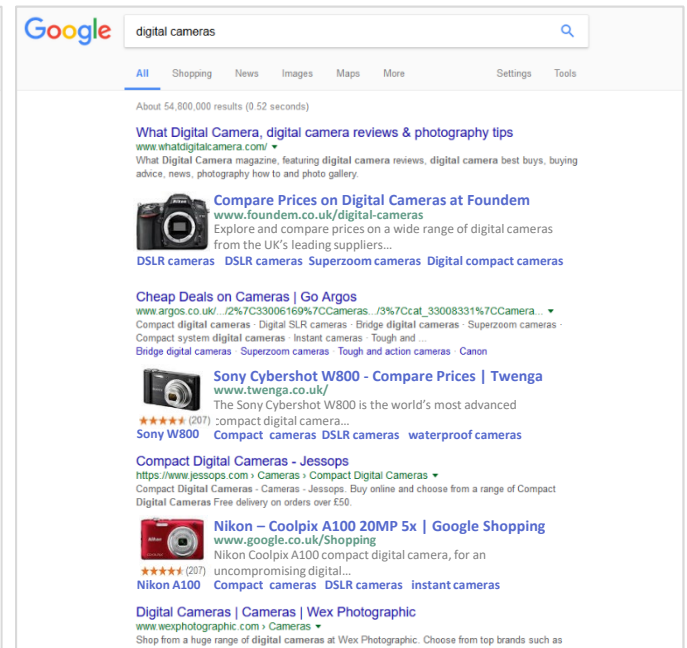 Google
digital cameras
All Shopping News Images Maps More Settings Tools
About 54,800,000 results (0.52 seconds)
What Digital Camera, digital camera reviews & photography tips
www.whatdigitalcamera.com/
What Digital Camera magazine, featuring digital camera reviews, digital camera best buys, buying
advice, news, photography how to and photo gallery.
Compare Prices on Digital Cameras at Foundem
www.foundem.co.uk/digital-cameras
Explore and compare prices on a wide range of digital cameras
from the UK's leading suppliers…
DSLR cameras DSLR cameras Superzoom cameras Digital compact cameras
Cheap Deals on Cameras | Go Argos
www.argos.co.uk/.../2%7C33006169%7CCameras.../3%7Ccat_33008331%7CCamera...
Compact digital cameras · Digital SLR cameras · Bridge digital cameras · Superzoom cameras ·
Compact system digital cameras · Instant cameras · Tough and ...
Bridge digital cameras · Superzoom cameras · Tough and action cameras · Canon
Sony Cybershot W800 - Compare Prices | Twenga
www.twenga.co.uk/
The Sony Cybershot W800 is the world's most advanced
(207) compact digital camera…
Sony W800 Compact cameras DSLR cameras waterproof cameras
Compact Digital Cameras - Jessops
https://www.jessops.com › Cameras › Compact Digital Cameras
Compact Digital Cameras - Cameras - Jessops. Buy online and choose from a range of Compact
Digital Cameras Free delivery on orders over £50.
Nikon – Coolpix A100 20MP 5x | Google Shopping
www.google.co.uk/Shopping
Nikon Coolpix A100 compact digital camera, for an
(207) uncompromising digital…
Nikon A100 Compact cameras DSLR cameras instant cameras
Digital Cameras | Cameras | Wex Photographic
www.wexphotographic.com › Cameras
Shop from a huge range of digital cameras at Wex Photographic. Choose from top brands such as